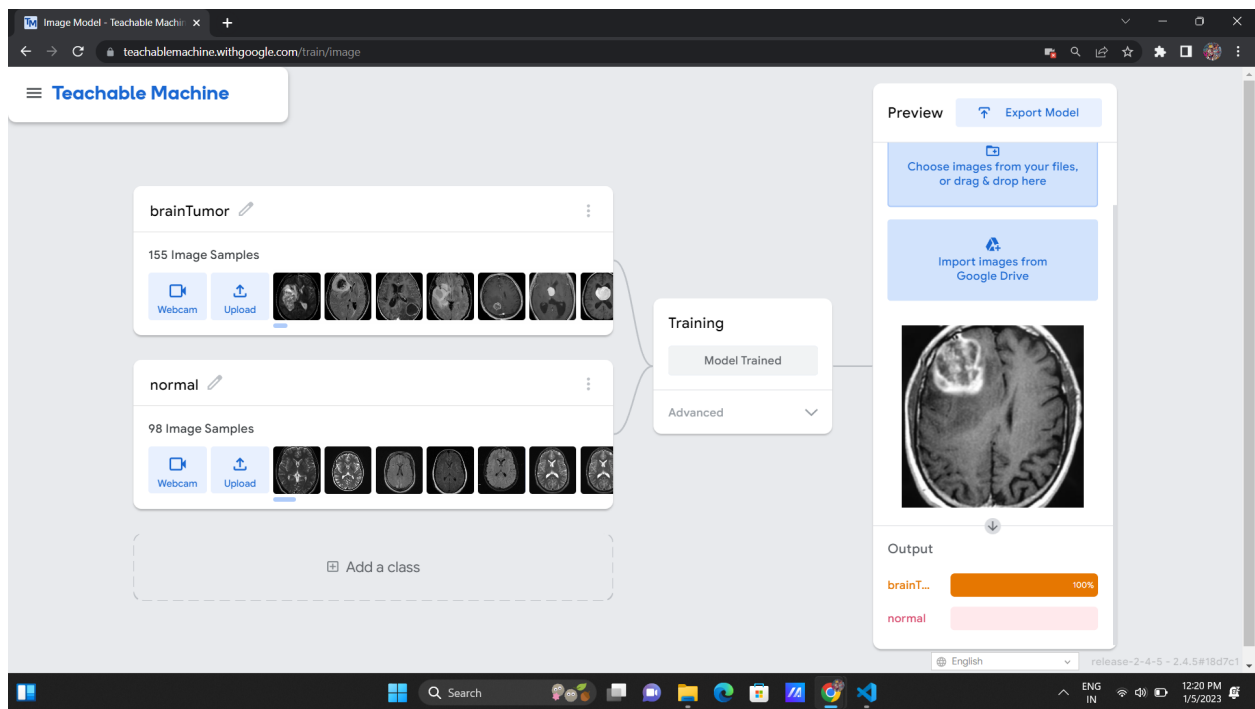 Image Model - Teachable Machin
teachablemachine.withgoogle.com/train/image
Teachable Machine
Preview
Export Model
Choose images from your files,
or drag & drop here
Import images from
Google Drive
brainTumor
155 Image Samples
Webcam
Upload
normal
98 Image Samples
Webcam
Upload
Add a class
Training
Model Trained
Advanced
Output
brainT...
100%
normal
English
release-2-4-5 - 2.4.5#18d7c1
Search
ENG
IN
12:20 PM
1/5/2023